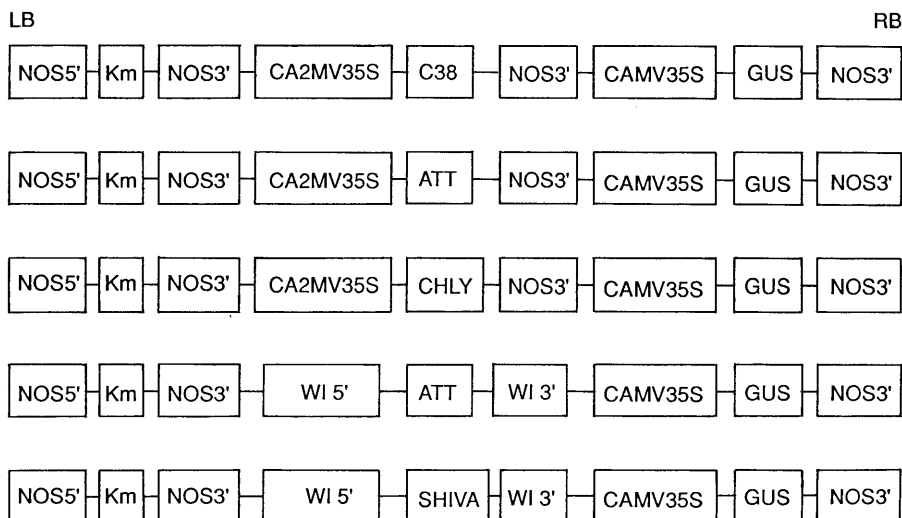 LB RB
NOS5' Km NOS3' CA2MV35S C38 NOS3' CAMV35S GUS NOS3'
NOS5' Km NOS3' CA2MV35S ATT NOS3' CAMV35S GUS NOS3'
NOS5' Km NOS3' CA2MV35S CHLY NOS3' CAMV35S GUS NOS3'
NOS5' Km NOS3' WI 5' ATT WI 3' CAMV35S GUS NOS3'
NOS5' Km NOS3' WI 5' SHIVA WI 3' CAMV35S GUS NOS3'